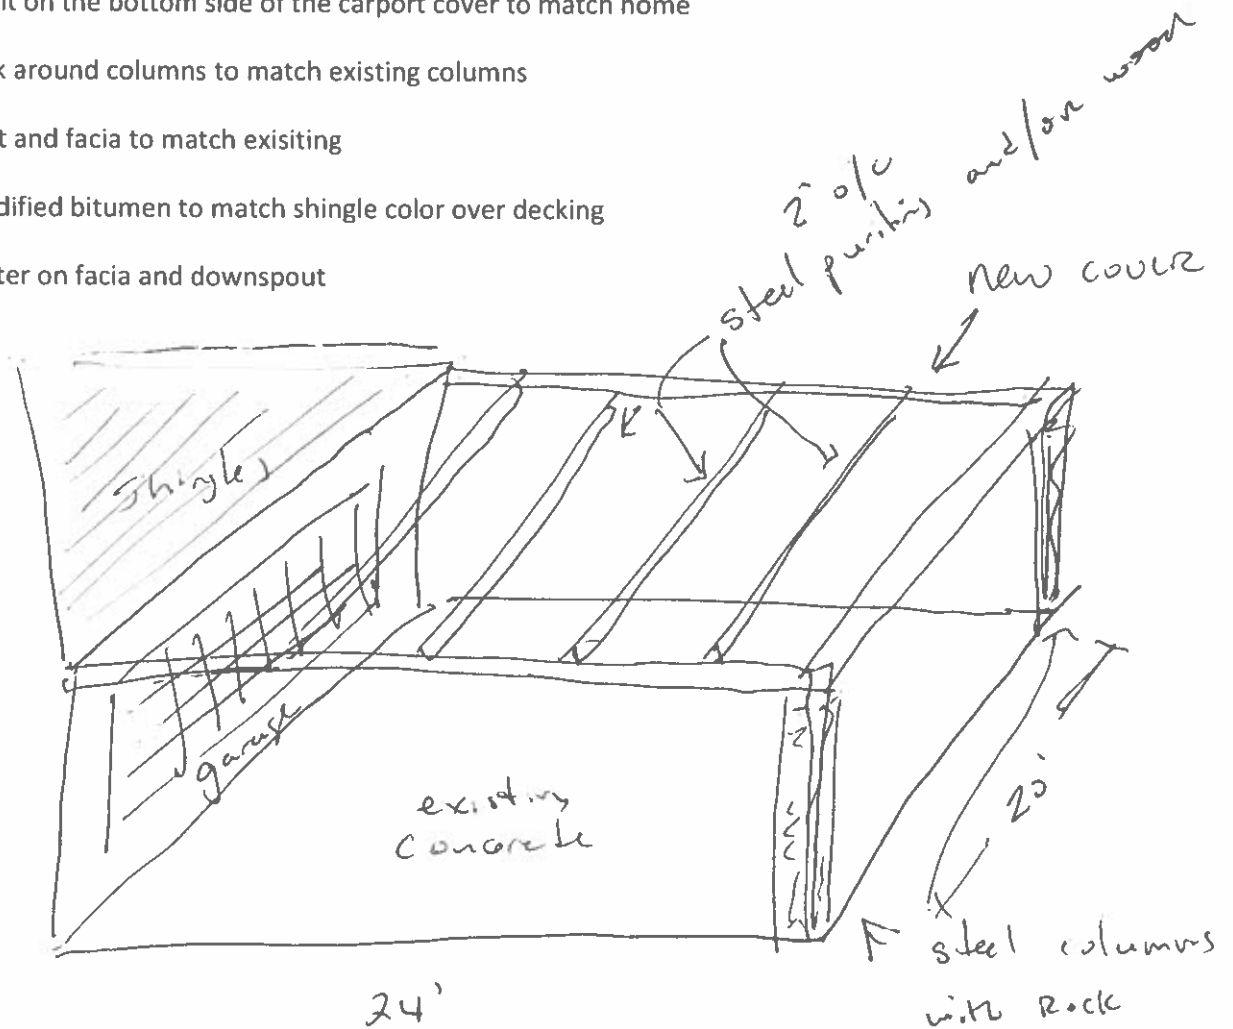 it on the bottom side of the carport cover to match home
k around columns to match existing columns
t and facia to match exisiting
dified bitumen to match shingle color over decking
ter on facia and downspout
2' o/c
steel purlins and/or wood
new cover
Shingles
garage
existing
concrete
20'
steel columns
with Rock
24'